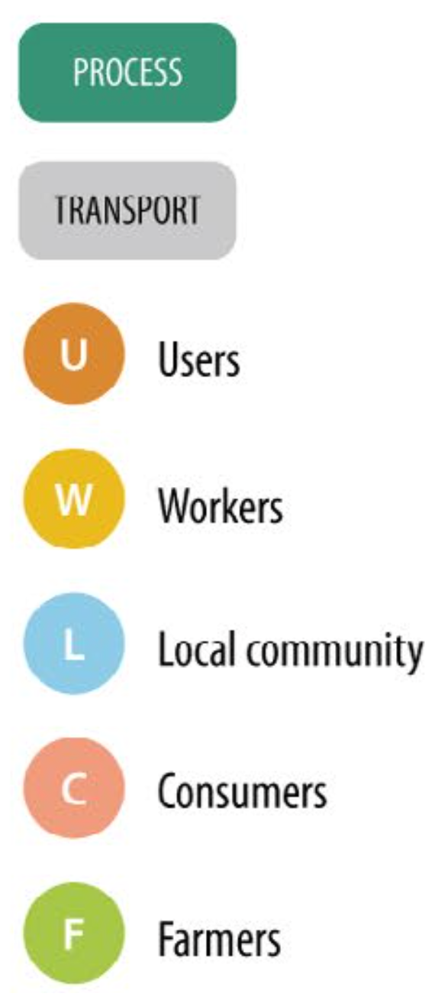 PROCESS
TRANSPORT
U Users
W Workers
L Local community
C Consumers
F Farmers